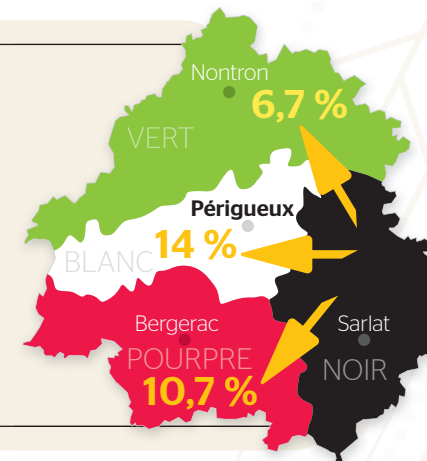 Nontron
6,7 %
VERT
Périgueux
14 %
BLANC
Bergerac
Sarlat
POURPRE
NOIR
10,7 %